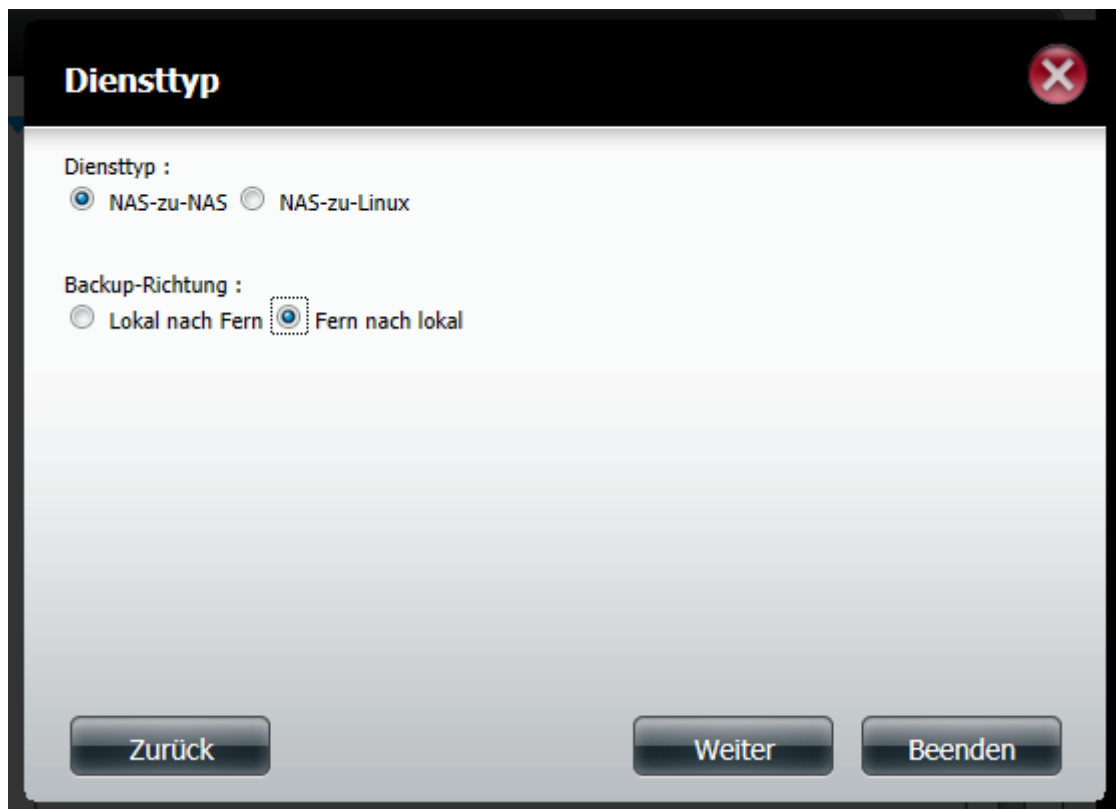 Diensttyp
Diensttyp :
NAS-zu-NAS NAS-zu-Linux
Backup-Richtung :
Lokal nach Fern Fern nach lokal
Zurück Weiter Beenden